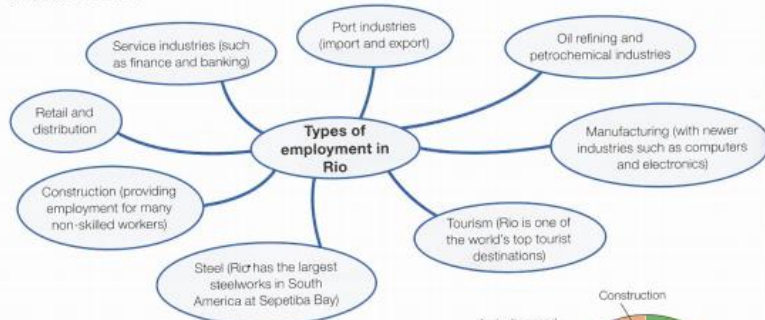 Port industries
(import and export)
Service industries (such
as finance and banking)
Oil refining and
petrochemical industries
Retail and
distribution
Types of
employment in
Rio
Manufacturing (with newer
industries such as computers
and electronics)
Construction (providing
employment for many
non-skilled workers)
Tourism (Rio is one of
the world's top tourist
destinations)
Steel (Rio has the largest
steelworks in South
America at Sepetiba Bay)
Construction